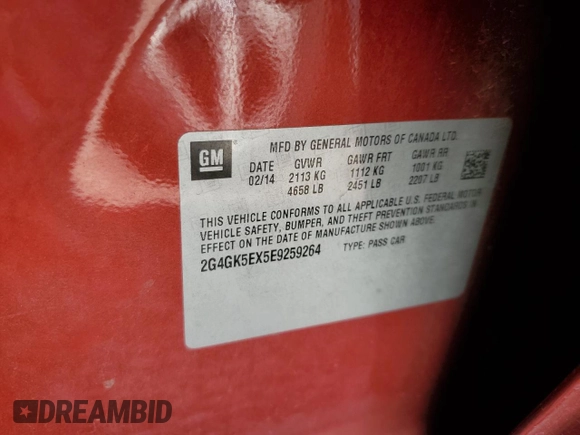 MFD BY GENERAL MOTORS OF CANADA LTD.
GM
DATE GVWR GAWR FRT GAWR RR
02/14 2113 KG 1112 KG 1001 KG
4658 LB 2451 LB 2207 LB
THIS VEHICLE CONFORMS TO ALL APPLICABLE U.S. FEDERAL MOTOR
VEHICLE SAFETY, BUMPER, AND THEFT PREVENTION STANDARDS IN
EFFECT ON THE DATE OF MANUFACTURE SHOWN ABOVE.
2G4GK5EX5E9259264 TYPE: PASS CAR
DREAMBID